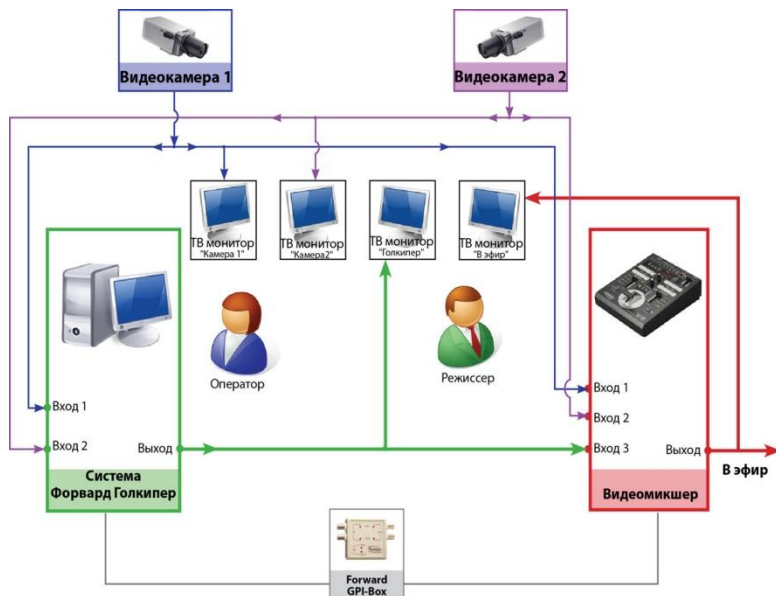 Видеокамера 1
Видеокамера 2
ТВ монитор
"Камера 1"
ТВ монитор
"Камера2"
ТВ монитор
"Голкипер"
ТВ монитор
"В эфир"
Оператор
Режиссер
Вход 1
Вход 2
Выход
Система
Форвард Голкипер
Вход 1
Вход 2
Вход 3
Выход
Видеомикшер
В эфир
Forward
GPI-Box